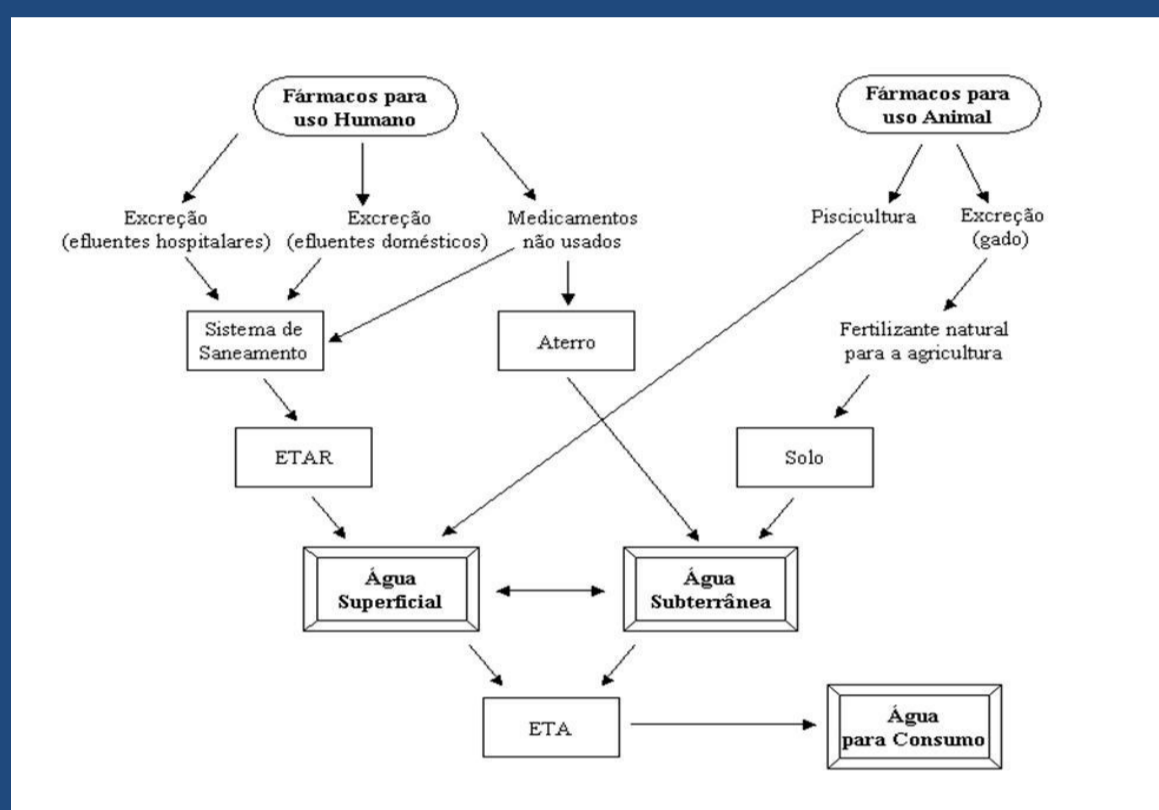 Fármacos para
uso Humano
Fármacos para
uso Animal
Excreção
(efluentes hospitalares)
Excreção
(efluentes domésticos)
Medicamentos
não usados
Piscicultura
Excreção
(gado)
Sistema de
Saneamento
Aterro
Fertilizante natural
para a agricultura
ETAR
Solo
Água
Superficial
Água
Subterrânea
ETA
Água
para Consumo